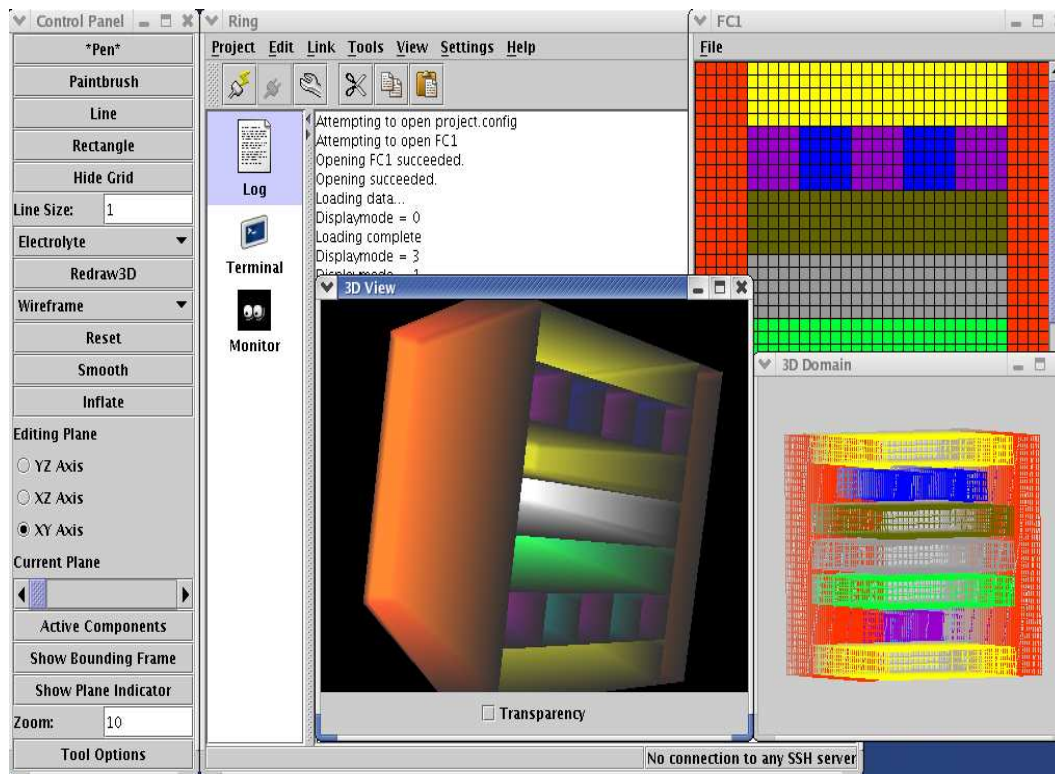 Control Panel
*Pen*
Paintbrush
Line
Rectangle
Hide Grid
Line Size: 1
Electrolyte
Redraw3D
Wireframe
Reset
Smooth
Inflate
Editing Plane
YZ Axis
XZ Axis
XY Axis
Current Plane
Active Components
Show Bounding Frame
Show Plane Indicator
Zoom: 10
Tool Options
Ring
Project Edit Link Tools View Settings Help
Log
Terminal
Monitor
Attempting to open project.config
Attempting to open FC1
Opening FC1 succeeded.
Opening succeeded.
Loading data...
Displaymode = 0
Loading complete
Displaymode = 3
Displaymode = 1
3D View
Transparency
No connection to any SSH server
FC1
File
3D Domain